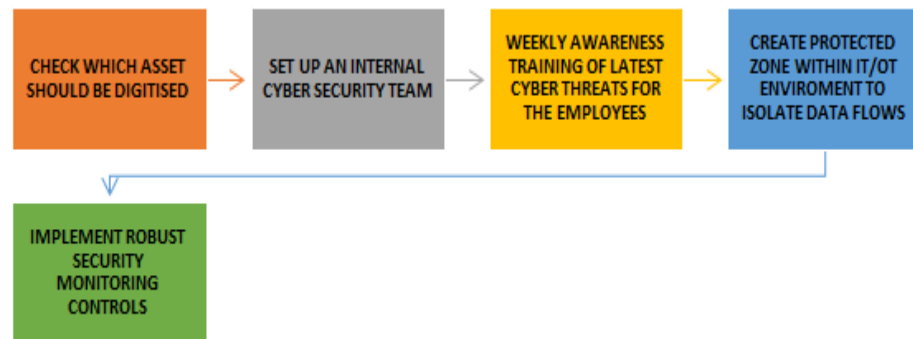 CHECK WHICH ASSET
SHOULD BE DIGITISED
SET UP AN INTERNAL
CYBER SECURITY TEAM
WEEKLY AWARENESS
TRAINING OF LATEST
CYBER THREATS FOR
THE EMPLOYEES
CREATE PROTECTED
ZONE WITHIN IT/OT
ENVIROMENT TO
ISOLATE DATA FLOWS
IMPLEMENT ROBUST
SECURITY
MONITORING
CONTROLS